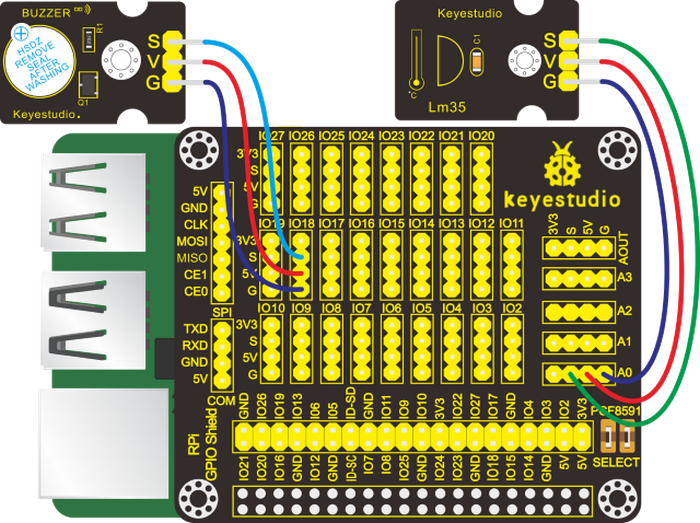 BUZZER
R1
S
V
G
HSDZ
REMOVE
SEAL
AFTER
WASHING
Q1
Keyestudio.
Keyestudio
C1
S
V
G
°C
Lm35
IO27 IO26 IO25 IO24 IO23 IO22 IO21 IO20
3V3
S
5V
G
keyestudio
5V
GND
CLK
MOSI
MISO
CE1
CE0
SPI
IO19 IO18 IO17 IO16 IO15 IO14 IO13 IO12 IO11
3V3
S
5V
G
3V3 S 5V G
AOUT
A3
A2
A1
A0
IO10 IO9 IO8 IO7 IO6 IO5 IO4 IO3 IO2
3V3
S
5V
G
TXD
RXD
GND
5V
COM
RPi
GPIO Shield
GND IO26 IO19 IO13 IO6 IO5 ID-SD GND IO11 IO9 IO10 3V3 IO22 IO27 IO17 GND IO4 IO3 IO2 3V3
PCF8591
SELECT
IO21 IO20 IO16 GND IO12 GND ID-SC IO7 IO8 IO25 GND IO24 IO23 GND IO18 IO15 IO14 GND 5V 5V